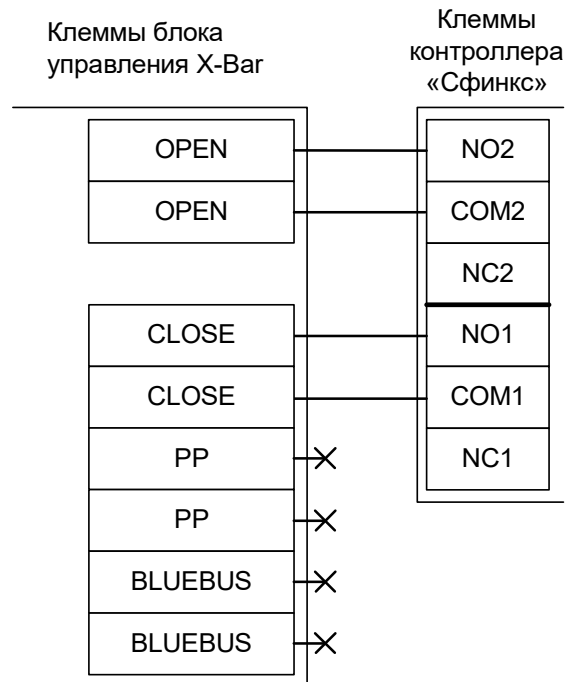 Клеммы блока
управления X-Bar
Клеммы
контроллера
«Сфинкс»
OPEN
OPEN
CLOSE
CLOSE
PP
PP
BLUEBUS
BLUEBUS
NO2
COM2
NC2
NO1
COM1
NC1